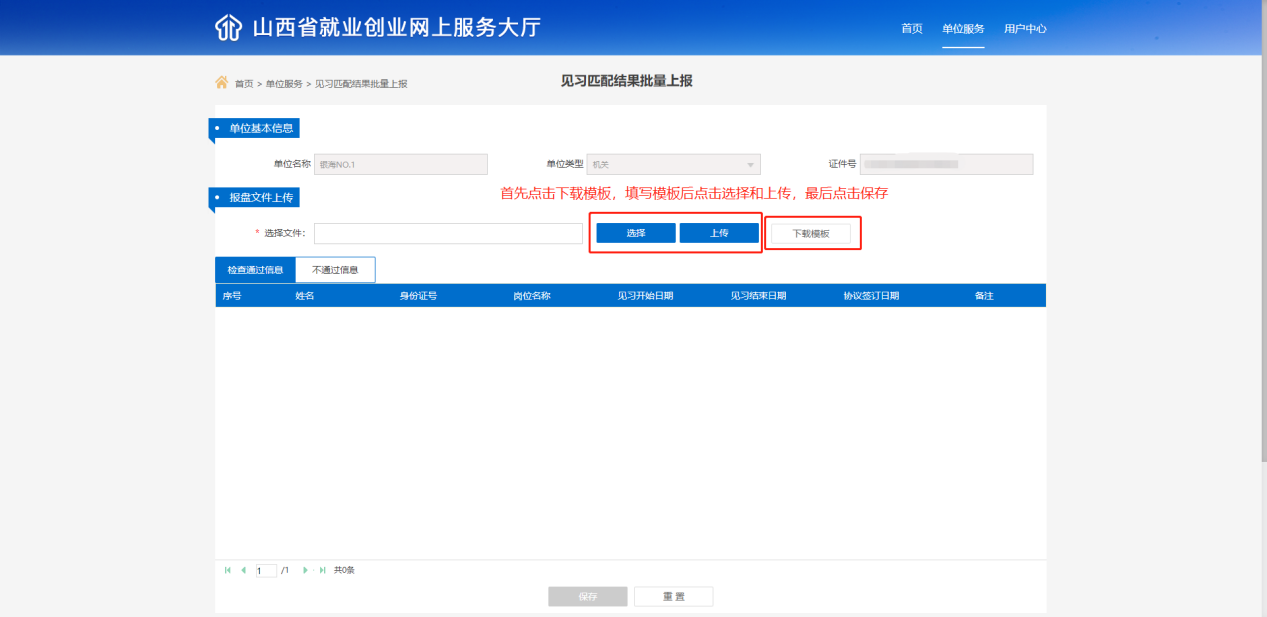 山西省就业创业网上服务大厅
首页 单位服务 用户中心
首页 > 单位服务 > 见习匹配结果批量上报
见习匹配结果批量上报
单位基本信息
单位名称 银海NO.1 单位类型 机关 证件号
报盘文件上传
首先点击下载模板，填写模板后点击选择和上传，最后点击保存
* 选择文件： 选择 上传 下载模板
检查通过信息 不通过信息
序号 姓名 身份证号 岗位名称 见习开始日期 见习结束日期 协议签订日期 备注
1 /1 共0条
保存 重置